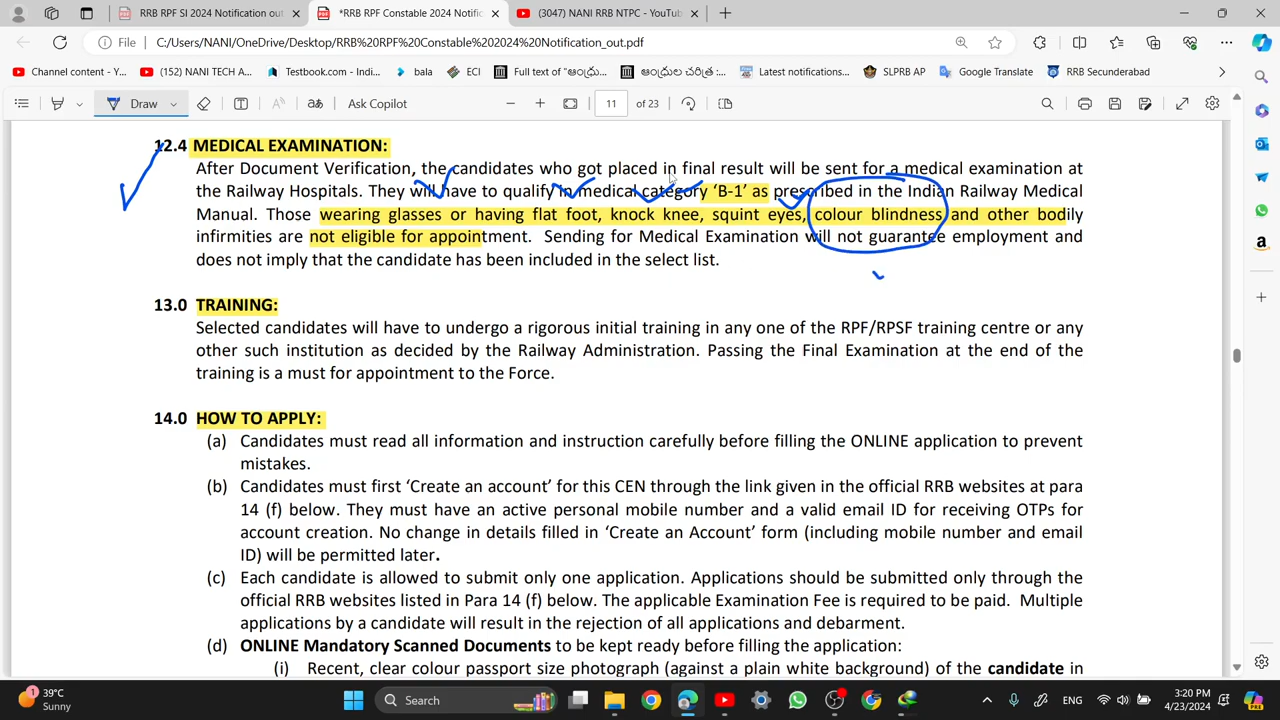 RRB RPF SI 2024 Notification out
*RRB RPF Constable 2024 Notific
(3047) NANI RRB NTPC - YouTub
File
C:/Users/NANI/OneDrive/Desktop/RRB%20RPF%20Constable%202024%20Notification_out.pdf
Channel content - Y...
(152) NANI TECH A...
Testbook.com - Indi...
bala
ECI
Full text of "ఆంధ్రు...
ఆంధ్రుల చరిత్ర :...
Latest notifications...
SLPRB AP
Google Translate
RRB Secunderabad
Draw
aあ
Ask Copilot
11 of 23
12.4 MEDICAL EXAMINATION:
After Document Verification, the candidates who got placed in final result will be sent for a medical examination at
the Railway Hospitals. They will have to qualify in medical category ‘B-1’ as prescribed in the Indian Railway Medical
Manual. Those wearing glasses or having flat foot, knock knee, squint eyes, colour blindness and other bodily
infirmities are not eligible for appointment. Sending for Medical Examination will not guarantee employment and
does not imply that the candidate has been included in the select list.
13.0 TRAINING:
Selected candidates will have to undergo a rigorous initial training in any one of the RPF/RPSF training centre or any
other such institution as decided by the Railway Administration. Passing the Final Examination at the end of the
training is a must for appointment to the Force.
14.0 HOW TO APPLY:
(a) Candidates must read all information and instruction carefully before filling the ONLINE application to prevent
mistakes.
(b) Candidates must first ‘Create an account’ for this CEN through the link given in the official RRB websites at para
14 (f) below. They must have an active personal mobile number and a valid email ID for receiving OTPs for
account creation. No change in details filled in ‘Create an Account’ form (including mobile number and email
ID) will be permitted later.
(c) Each candidate is allowed to submit only one application. Applications should be submitted only through the
official RRB websites listed in Para 14 (f) below. The applicable Examination Fee is required to be paid. Multiple
applications by a candidate will result in the rejection of all applications and debarment.
(d) ONLINE Mandatory Scanned Documents to be kept ready before filling the application:
(i) Recent, clear colour passport size photograph (against a plain white background) of the candidate in
1
39°C
Sunny
Search
ENG
3:20 PM
4/23/2024